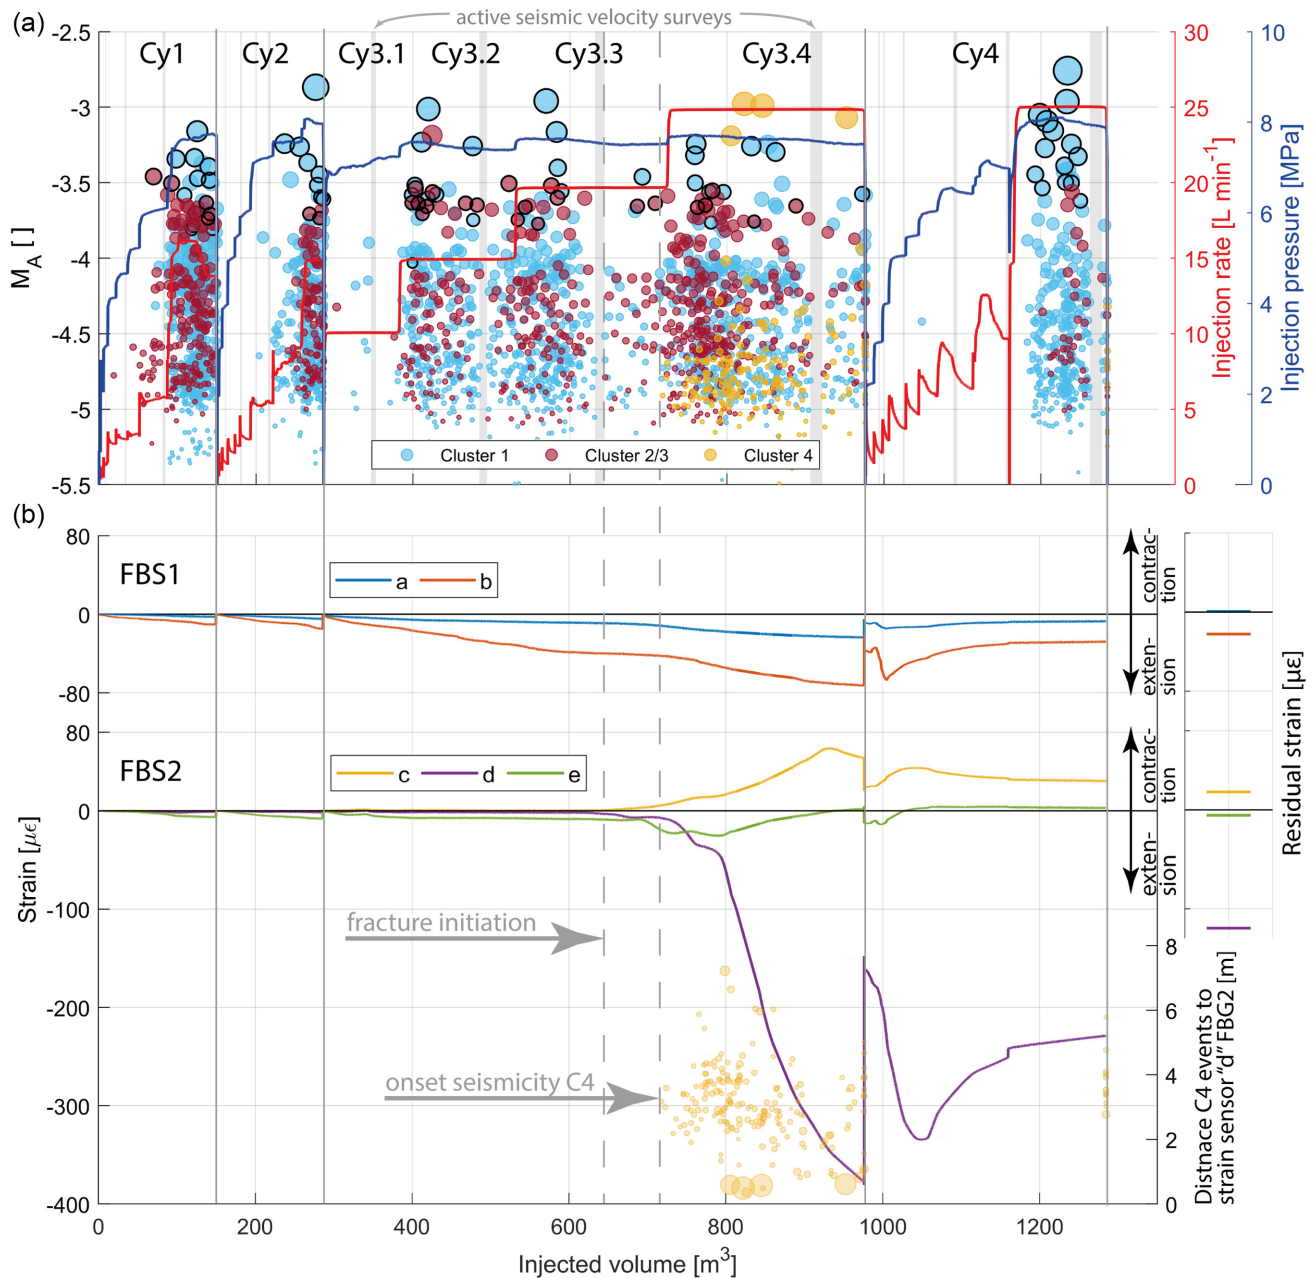 (a)
active seismic velocity surveys
Cy1
Cy2
Cy3.1
Cy3.2
Cy3.3
Cy3.4
Cy4
-2.5
-3
-3.5
-4
-4.5
-5
-5.5
M_A [ ]
30
25
20
15
10
5
0
Injection rate [L min⁻¹]
10
8
6
4
2
0
Injection pressure [MPa]
Cluster 1
Cluster 2/3
Cluster 4
(b)
80
0
-80
FBS1
a
b
80
0
-100
-200
-300
-400
FBS2
c
d
e
Strain [με]
fracture initiation
onset seismicity C4
contrac-
tion
exten-
sion
contrac-
tion
exten-
sion
Residual strain [με]
8
6
4
2
0
Distnace C4 events to
strain sensor "d" FBG2 [m]
0
200
400
600
800
1000
1200
Injected volume [m³]